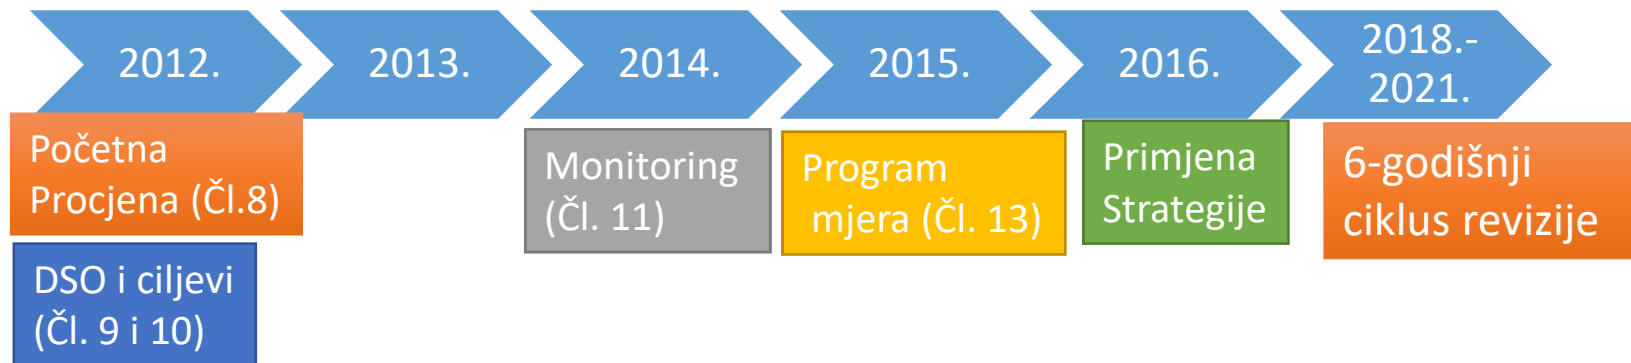 2012.
2013.
2014.
2015.
2016.
2018.-
2021.
Početna
Procjena (Čl.8)
DSO i ciljevi
(Čl. 9 i 10)
Monitoring
(Čl. 11)
Program
mjera (Čl. 13)
Primjena
Strategije
6-godišnji
ciklus revizije